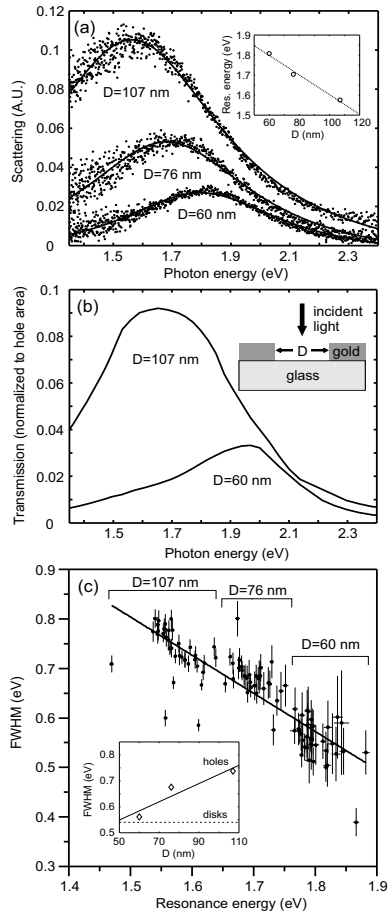 (a)
0.12
0.1
0.08
0.06
0.04
0.02
0
Scattering (A.U.)
D=107 nm
D=76 nm
D=60 nm
1.5 1.7 1.9 2.1 2.3
Photon energy (eV)
1.9
1.8
1.7
1.6
1.5
Res. energy (eV)
60 80 100
D (nm)
(b)
0.1
0.08
0.06
0.04
0.02
0
Transmission (normalized to hole area)
D=107 nm
D=60 nm
incident
light
D
gold
glass
1.5 1.7 1.9 2.1 2.3
Photon energy (eV)
(c)
0.9
0.8
0.7
0.6
0.5
0.4
0.3
FWHM (eV)
D=107 nm
D=76 nm
D=60 nm
0.8
0.7
0.6
0.5
FWHM (eV)
holes
disks
50 70 90 110
D (nm)
1.4 1.5 1.6 1.7 1.8 1.9
Resonance energy (eV)